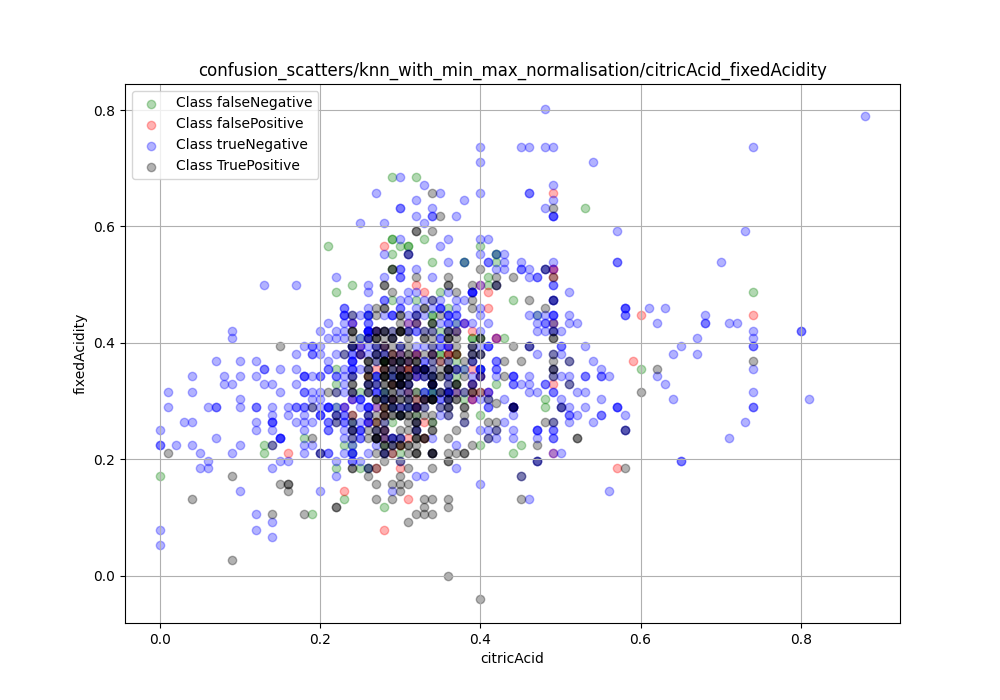 confusion_scatters/knn_with_min_max_normalisation/citricAcid_fixedAcidity
Class falseNegative
Class falsePositive
Class trueNegative
Class TruePositive
0.8
0.6
0.4
0.2
0.0
fixedAcidity
0.0 0.2 0.4 0.6 0.8
citricAcid